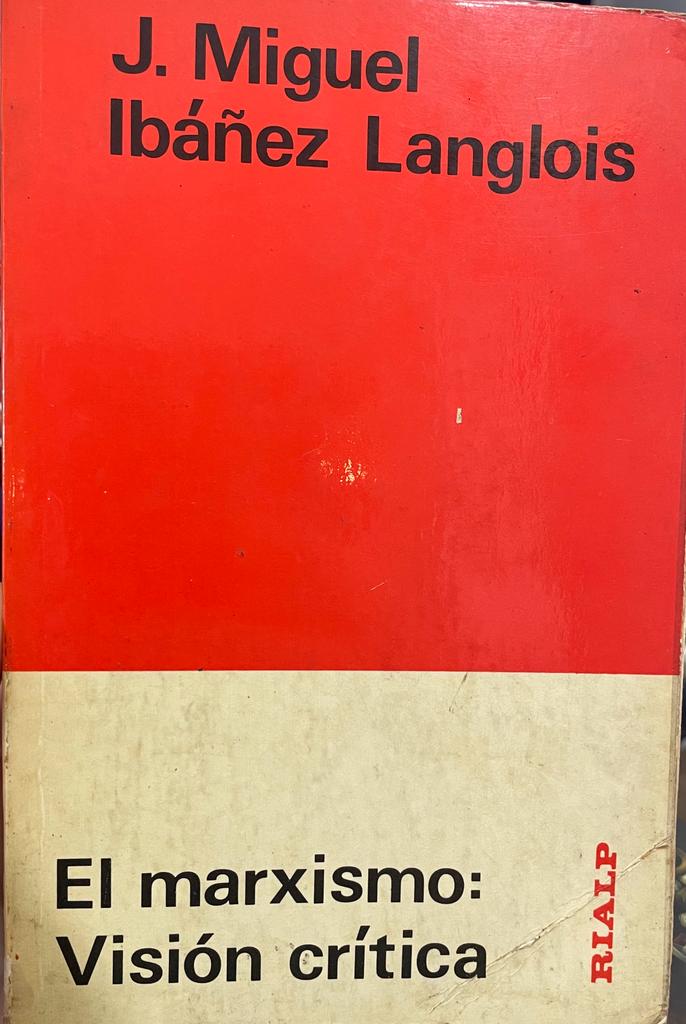 J. Miguel
Ibáñez Langlois
El marxismo:
Visión crítica
RIALP